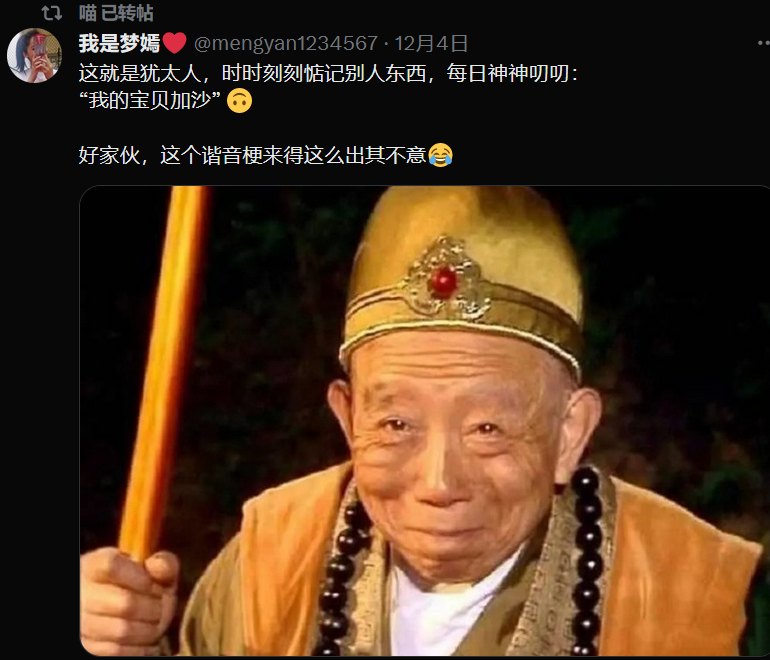 喵 已转帖
我是梦嫣❤️ @mengyan1234567 · 12月4日
这就是犹太人，时时刻刻惦记别人东西，每日神神叨叨：
“我的宝贝加沙” 🙃
好家伙，这个谐音梗来得这么出其不意😂